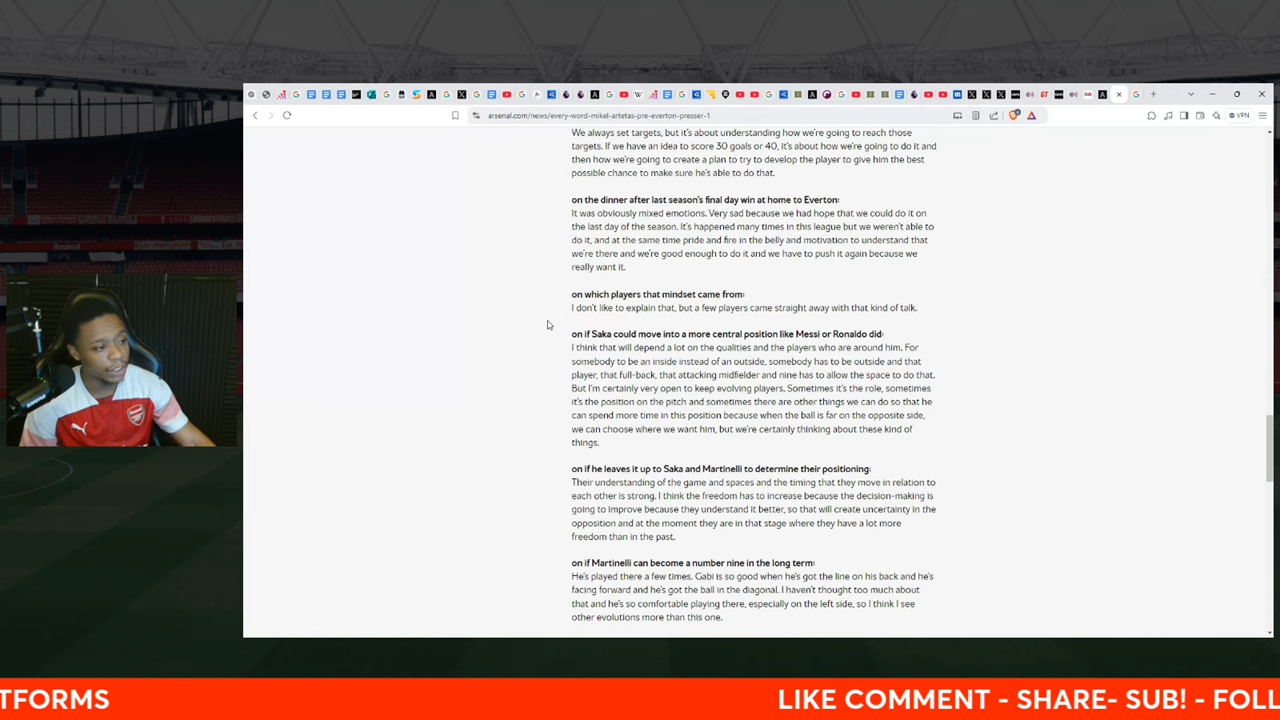 arsenal.com/news/every-word-mikel-artetas-pre-everton-presser-1
VPN
We always set targets, but it's about understanding how we're going to reach those
targets. If we have an idea to score 30 goals or 40, it's about how we're going to do it and
then how we're going to create a plan to try to develop the player to give him the best
possible chance to make sure he's able to do that.
on the dinner after last season's final day win at home to Everton:
It was obviously mixed emotions. Very sad because we had hope that we could do it on
the last day of the season. It's happened many times in this league but we weren't able to
do it, and at the same time pride and fire in the belly and motivation to understand that
we're there and we're good enough to do it and we have to push it again because we
really want it.
on which players that mindset came from:
I don't like to explain that, but a few players came straight away with that kind of talk.
on if Saka could move into a more central position like Messi or Ronaldo did:
I think that will depend a lot on the qualities and the players who are around him. For
somebody to be an inside instead of an outside, somebody has to be outside and that
player, that full-back, that attacking midfielder and nine has to allow the space to do that.
But I'm certainly very open to keep evolving players. Sometimes it's the role, sometimes
it's the position on the pitch and sometimes there are other things we can do so that he
can spend more time in this position because when the ball is far on the opposite side,
we can choose where we want him, but we're certainly thinking about these kind of
things.
on if he leaves it up to Saka and Martinelli to determine their positioning:
Their understanding of the game and spaces and the timing that they move in relation to
each other is strong. I think the freedom has to increase because the decision-making is
going to improve because they understand it better, so that will create uncertainty in the
opposition and at the moment they are in that stage where they have a lot more
freedom than in the past.
on if Martinelli can become a number nine in the long term:
He's played there a few times. Gabi is so good when he's got the line on his back and he's
facing forward and he's got the ball in the diagonal. I haven't thought too much about
that and he's so comfortable playing there, especially on the left side, so I think I see
other evolutions more than this one.
TFORMS
LIKE COMMENT - SHARE- SUB! - FOLL